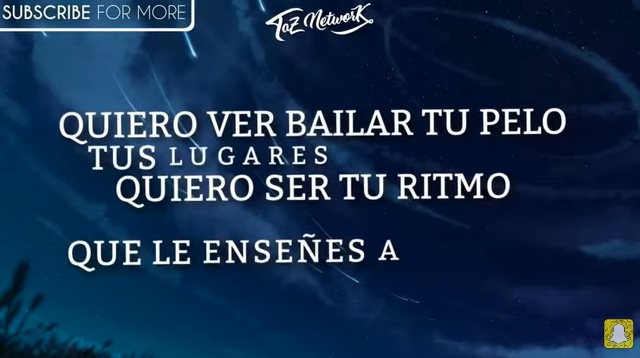 SUBSCRIBE FOR MORE
TaZ NetworK
QUIERO VER BAILAR TU PELO
TUS LUGARES
QUIERO SER TU RITMO
QUE LE ENSEÑES A